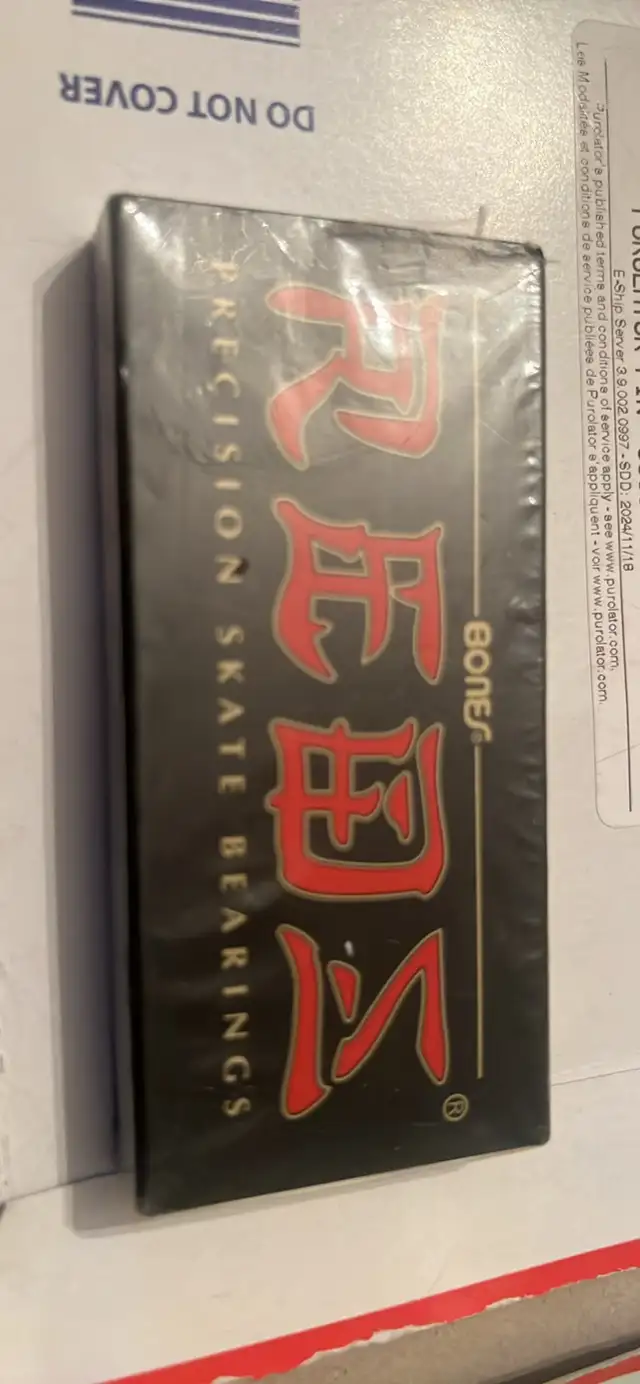 DO NOT COVER
BONES®
REDS®
PRECISION SKATE BEARINGS
E-Ship Server 3.9.002.0997 - SDD: 2024/11/18
Purolator's published terms and conditions of service apply - see www.purolator.com.
Les Modalités et conditions de service publiées de Purolator s'appliquent - voir www.purolator.com.